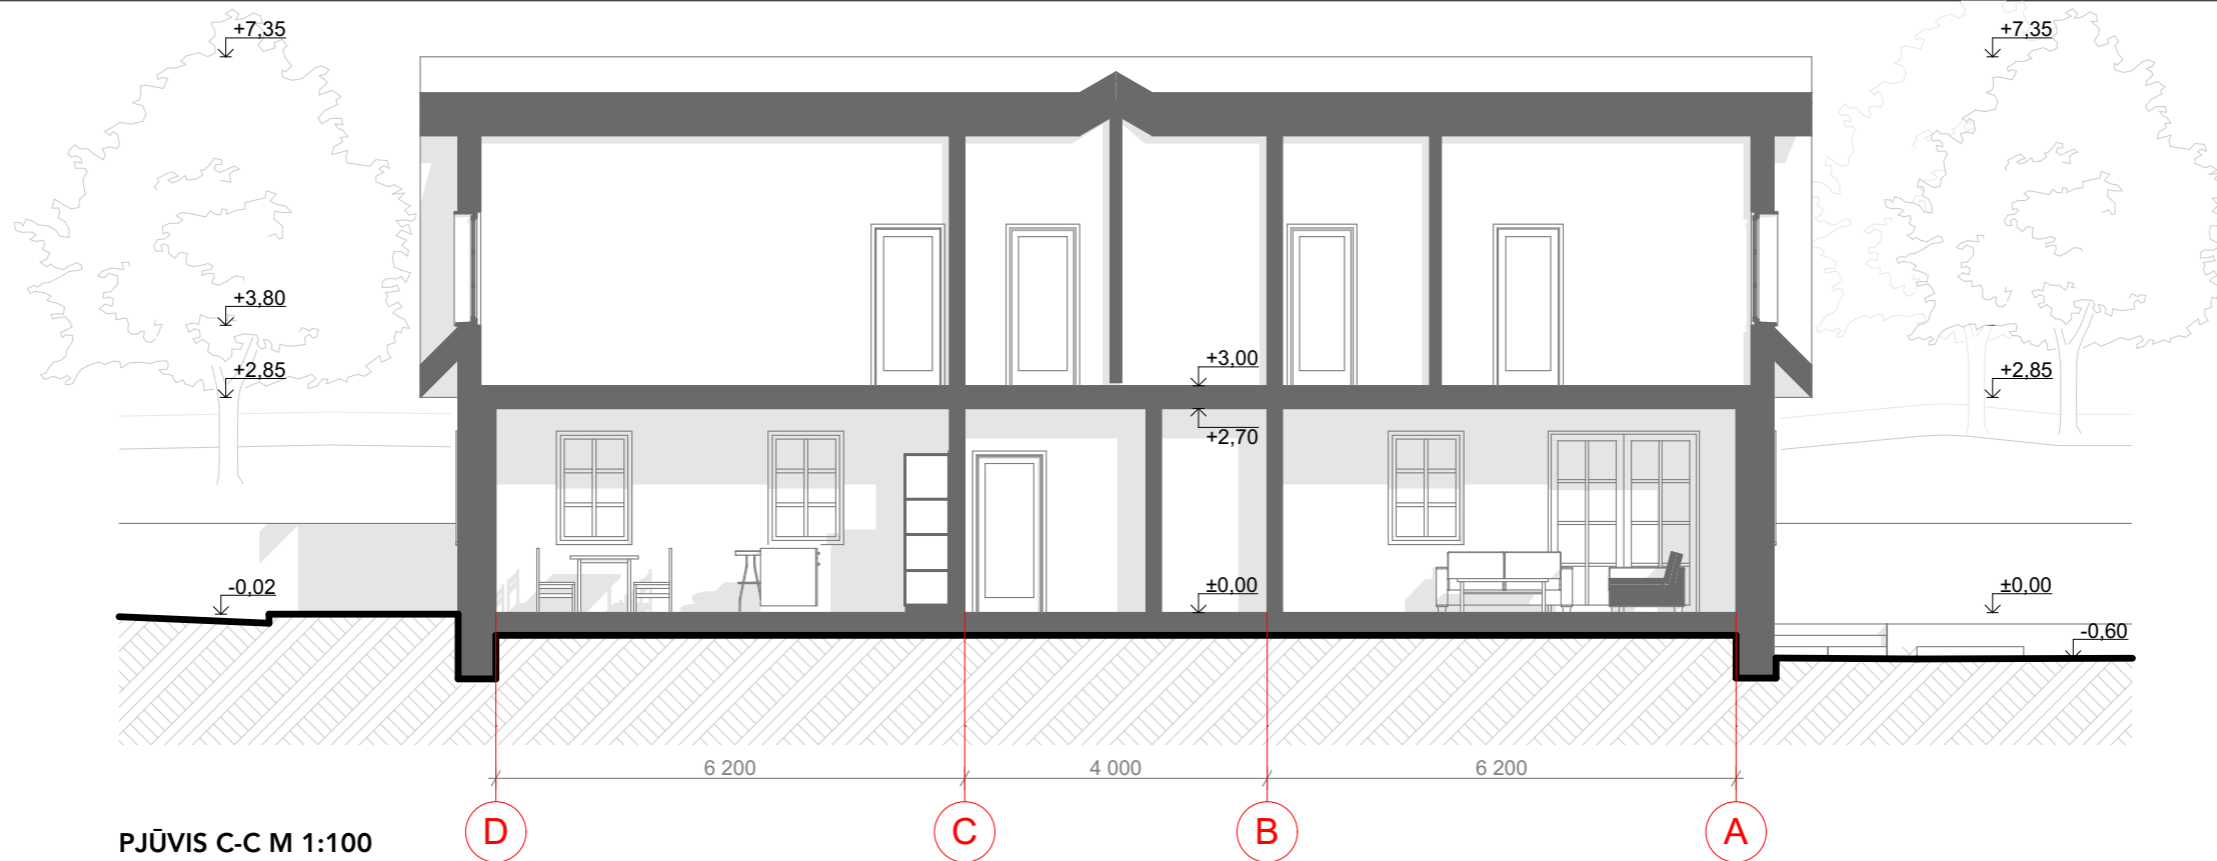 +7,35
+7,35
+3,80
+2,85
+3,00
+2,85
+2,70
-0,02
±0,00
±0,00
-0,60
6 200
4 000
6 200
D
C
B
A
PJŪVIS C-C M 1:100